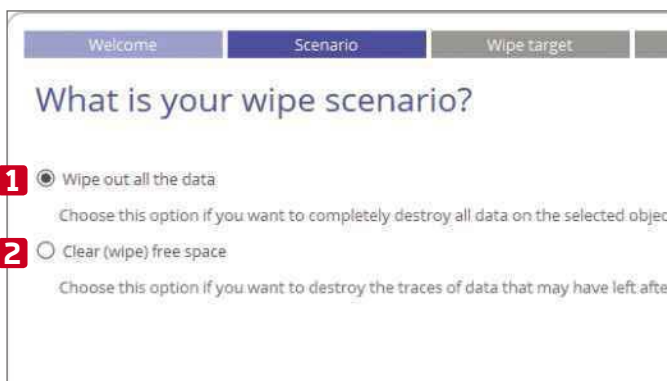 Welcome Scenario Wipe target
What is your wipe scenario?
1 Wipe out all the data
Choose this option if you want to completely destroy all data on the selected objec
2 Clear (wipe) free space
Choose this option if you want to destroy the traces of data that may have left afte